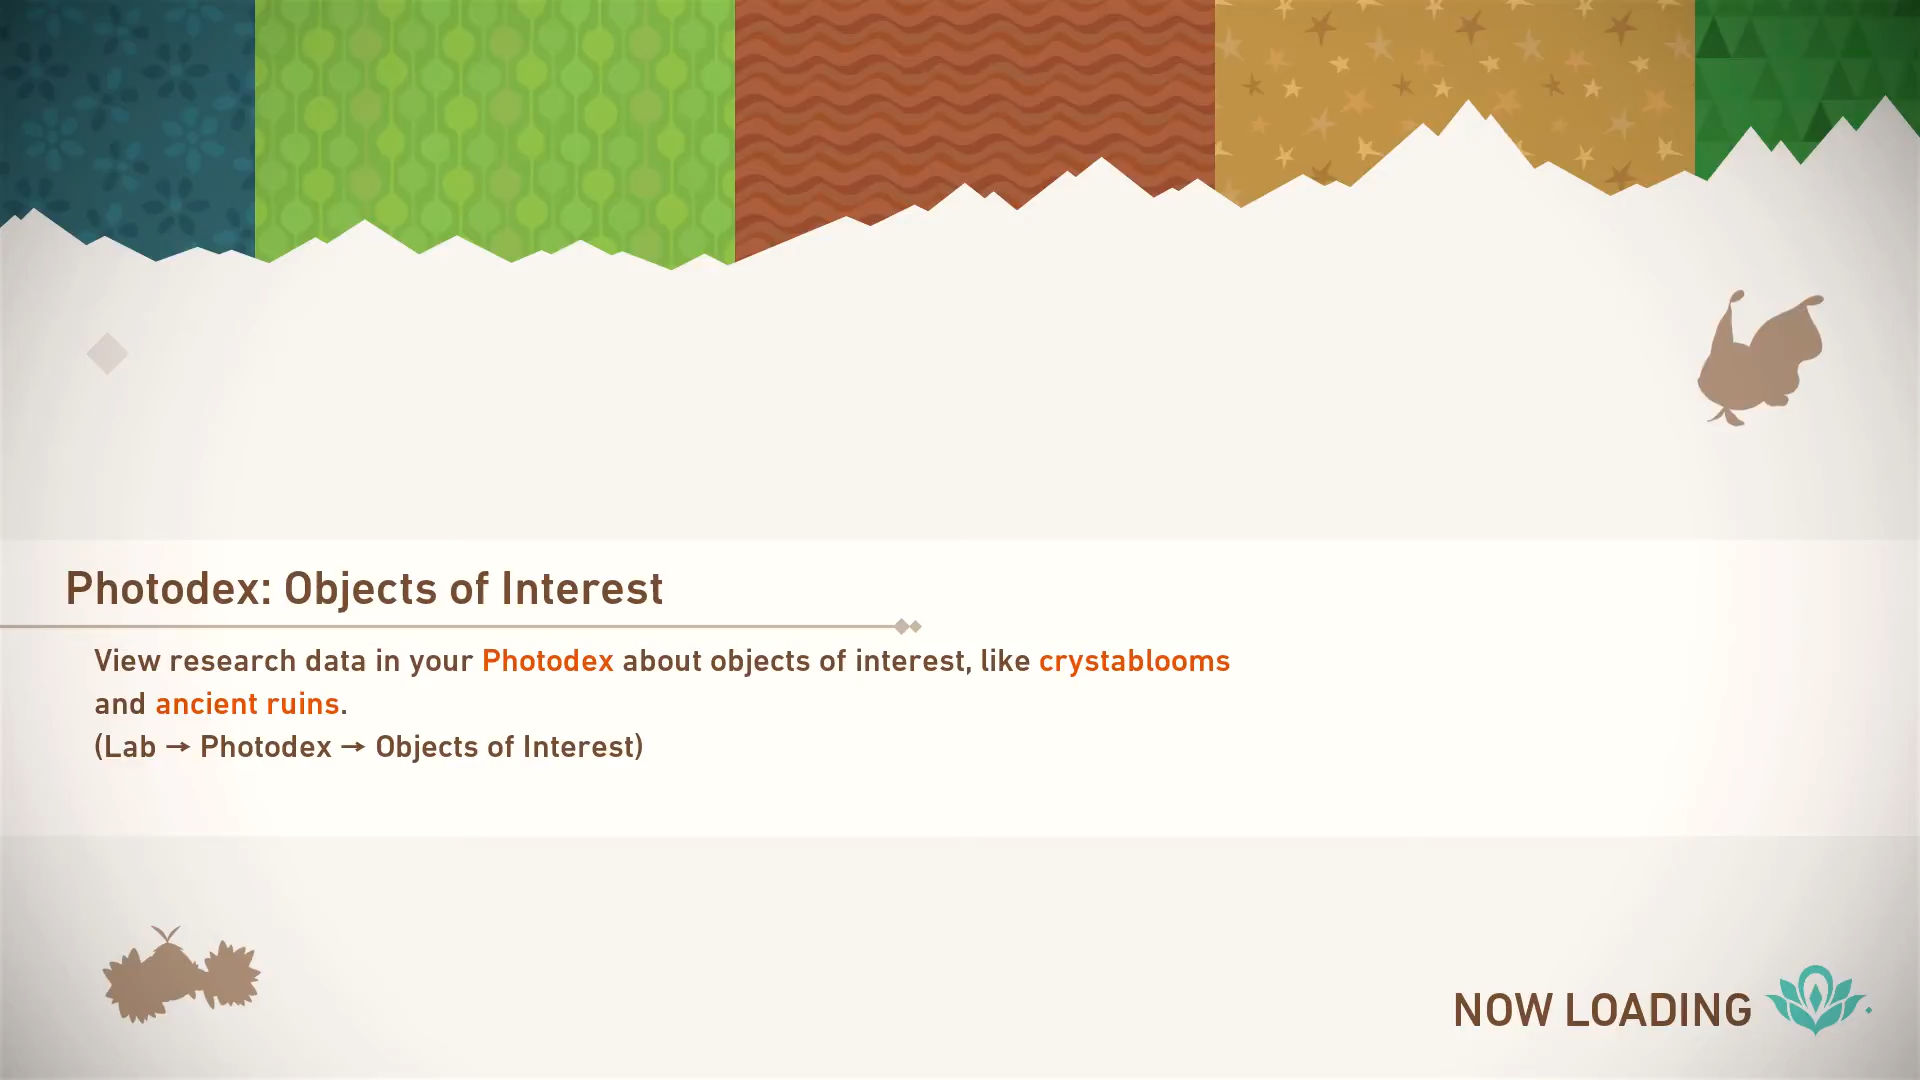 Photodex: Objects of Interest
View research data in your Photodex about objects of interest, like crystablooms
and ancient ruins.
(Lab → Photodex → Objects of Interest)
NOW LOADING